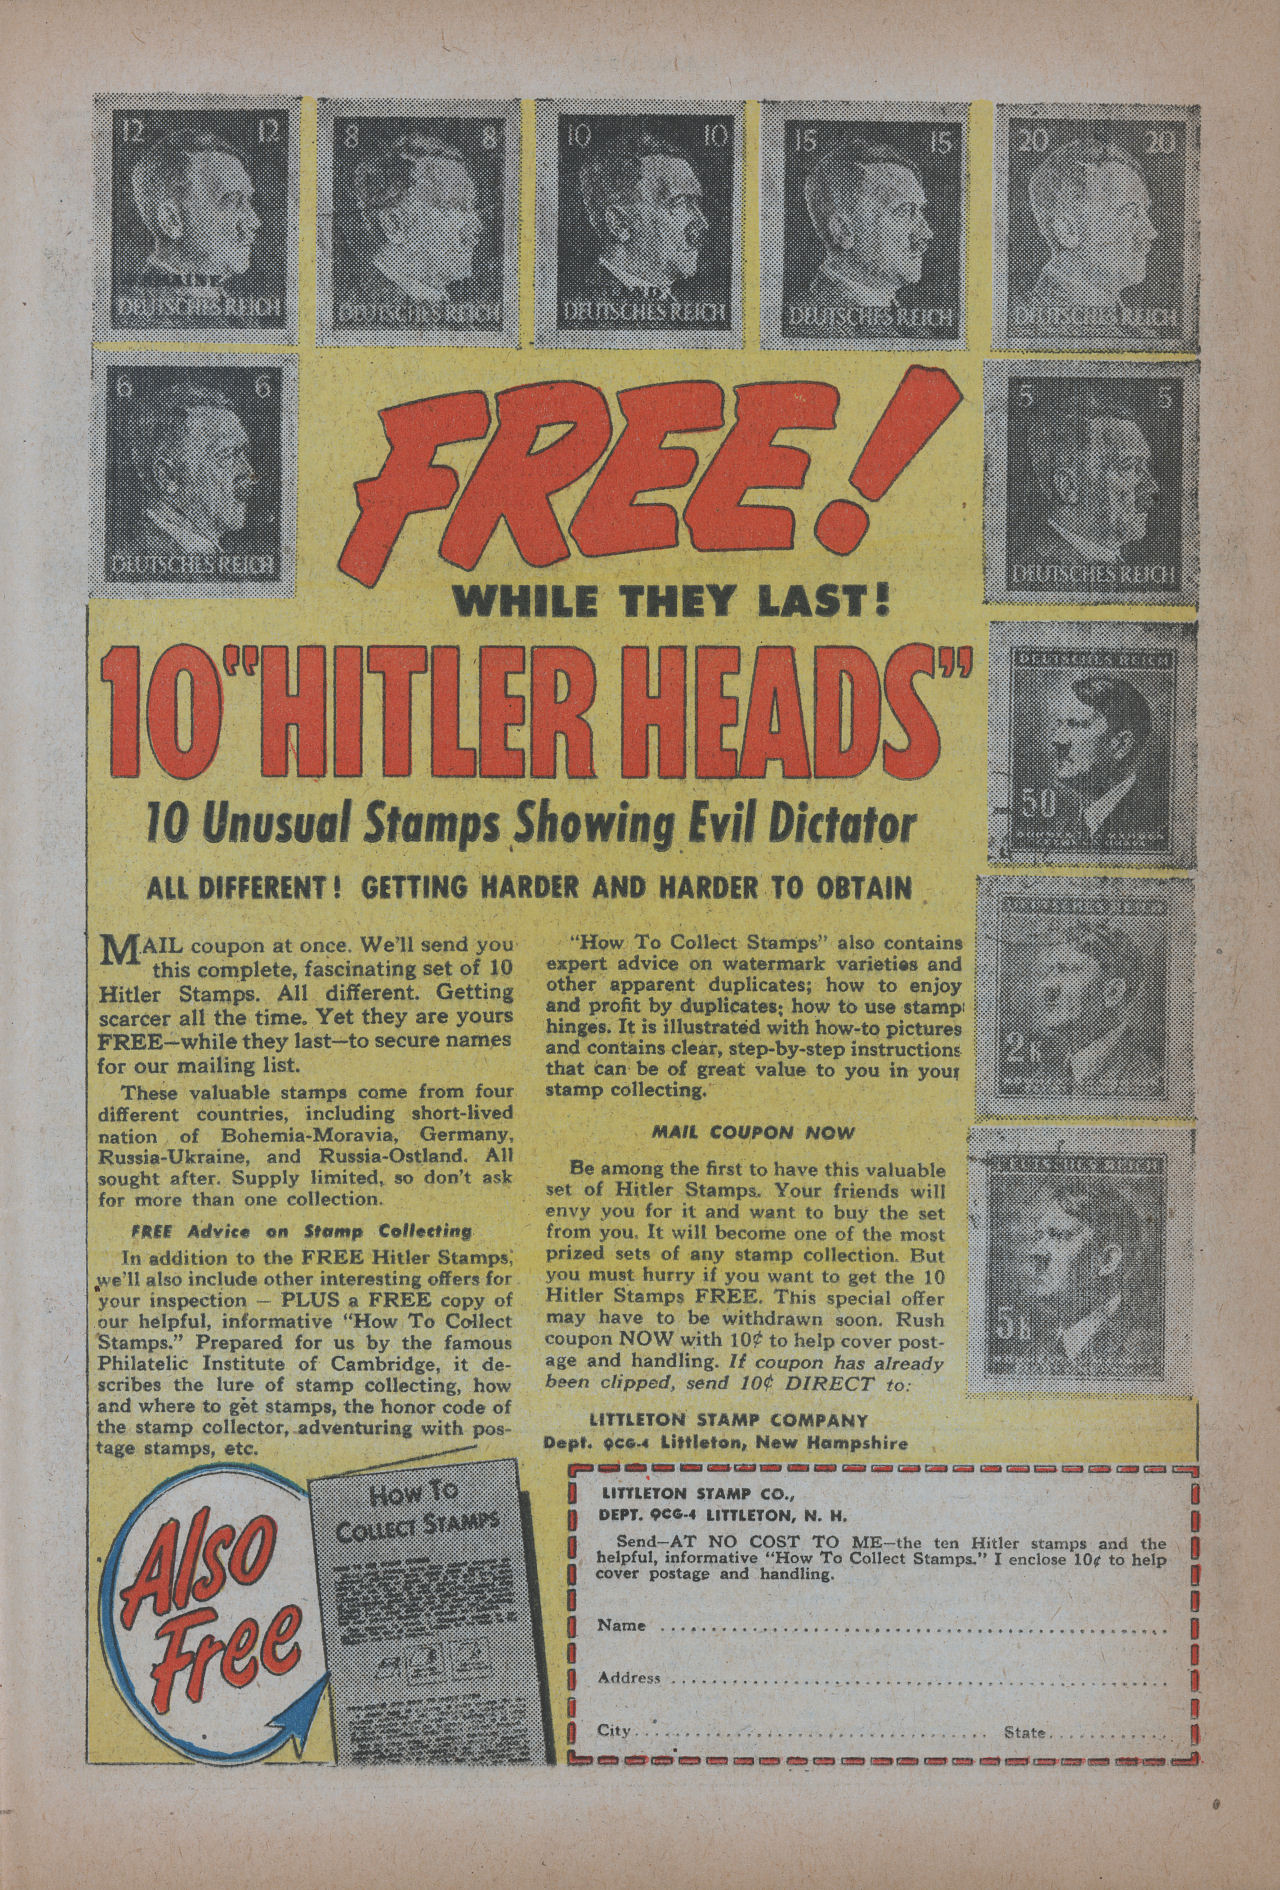 12 12
DEUTSCHES REICH
8 8
DEUTSCHES REICH
10 10
DEUTSCHES REICH
15 15
DEUTSCHES REICH
20 20
DEUTSCHES REICH
6 6
DEUTSCHES REICH
5 5
DEUTSCHES REICH
DEUTSCHES REICH
50
DEUTSCHES REICH
2K
DEUTSCHES REICH
5K
FREE!
WHILE THEY LAST!
10 "HITLER HEADS"
10 Unusual Stamps Showing Evil Dictator
ALL DIFFERENT! GETTING HARDER AND HARDER TO OBTAIN
MAIL coupon at once. We'll send you
this complete, fascinating set of 10
Hitler Stamps. All different. Getting
scarcer all the time. Yet they are yours
FREE—while they last—to secure names
for our mailing list.
These valuable stamps come from four
different countries, including short-lived
nation of Bohemia-Moravia, Germany,
Russia-Ukraine, and Russia-Ostland. All
sought after. Supply limited, so don't ask
for more than one collection.
FREE Advice on Stamp Collecting
In addition to the FREE Hitler Stamps,
we'll also include other interesting offers for
your inspection — PLUS a FREE copy of
our helpful, informative "How To Collect
Stamps." Prepared for us by the famous
Philatelic Institute of Cambridge, it de-
scribes the lure of stamp collecting, how
and where to get stamps, the honor code of
the stamp collector, adventuring with pos-
tage stamps, etc.
"How To Collect Stamps" also contains
expert advice on watermark varieties and
other apparent duplicates; how to enjoy
and profit by duplicates; how to use stamp
hinges. It is illustrated with how-to pictures
and contains clear, step-by-step instructions
that can be of great value to you in your
stamp collecting.
MAIL COUPON NOW
Be among the first to have this valuable
set of Hitler Stamps. Your friends will
envy you for it and want to buy the set
from you. It will become one of the most
prized sets of any stamp collection. But
you must hurry if you want to get the 10
Hitler Stamps FREE. This special offer
may have to be withdrawn soon. Rush
coupon NOW with 10¢ to help cover post-
age and handling. If coupon has already
been clipped, send 10¢ DIRECT to:
LITTLETON STAMP COMPANY
Dept. 9CG-4 Littleton, New Hampshire
Also
Free
HOW TO
COLLECT STAMPS
LITTLETON STAMP CO.,
DEPT. 9CG-4 LITTLETON, N. H.
Send—AT NO COST TO ME—the ten Hitler stamps and the
helpful, informative "How To Collect Stamps." I enclose 10¢ to help
cover postage and handling.
Name
Address
City State